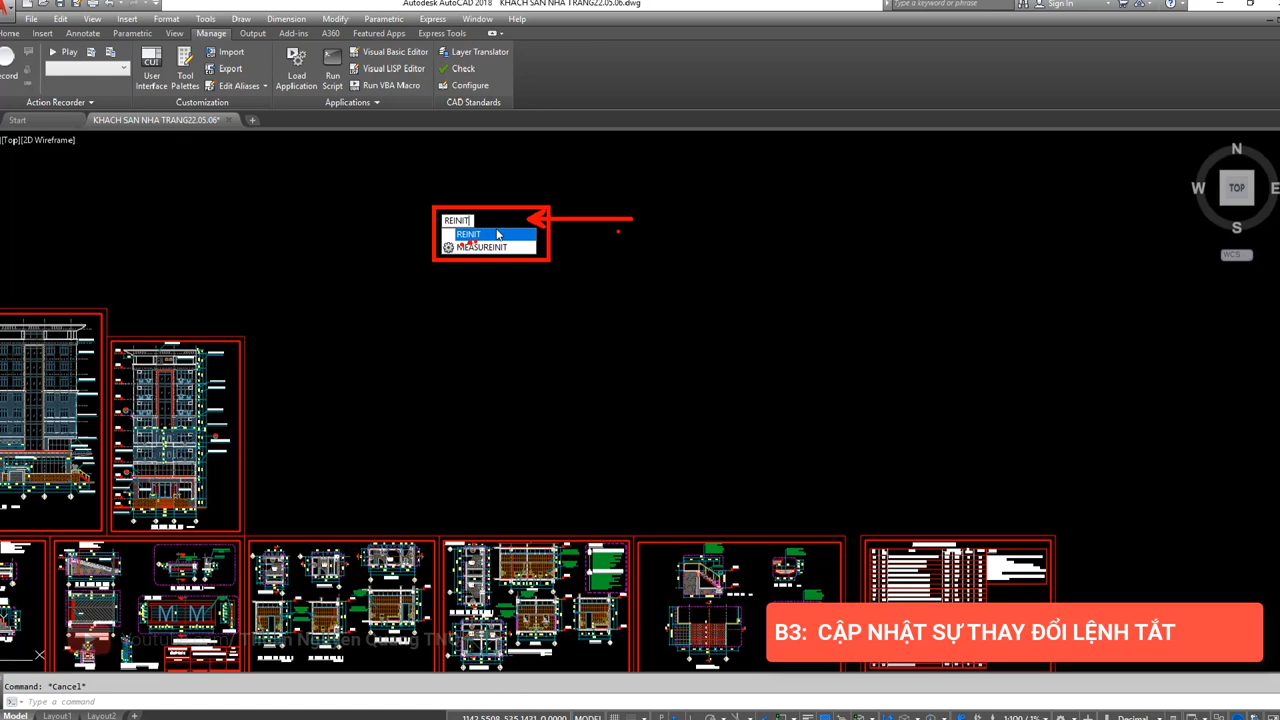 Autodesk AutoCAD 2018 KHACH SAN NHA TRANG22.05.06.dwg
Type a keyword or phrase
Sign In
File Edit View Insert Format Tools Draw Dimension Modify Parametric Express Window Help
Home Insert Annotate Parametric View Manage Output Add-ins A360 Featured Apps Express Tools
Play
Import
Export
Edit Aliases
User Interface
Tool Palettes
Load Application
Run Script
Visual Basic Editor
Visual LISP Editor
Run VBA Macro
Layer Translator
Check
Configure
Action Recorder
Customization
Applications
CAD Standards
Start
KHACH SAN NHA TRANG22.05.06*
[Top][2D Wireframe]
N
W TOP E
S
WCS
REINIT
REINIT
MEASUREINIT
B3: CẬP NHẬT SỰ THAY ĐỔI LỆNH TẮT
Command: *Cancel*
Type a command
Model Layout1 Layout2
MODEL
1:100 / 1%
Decimal